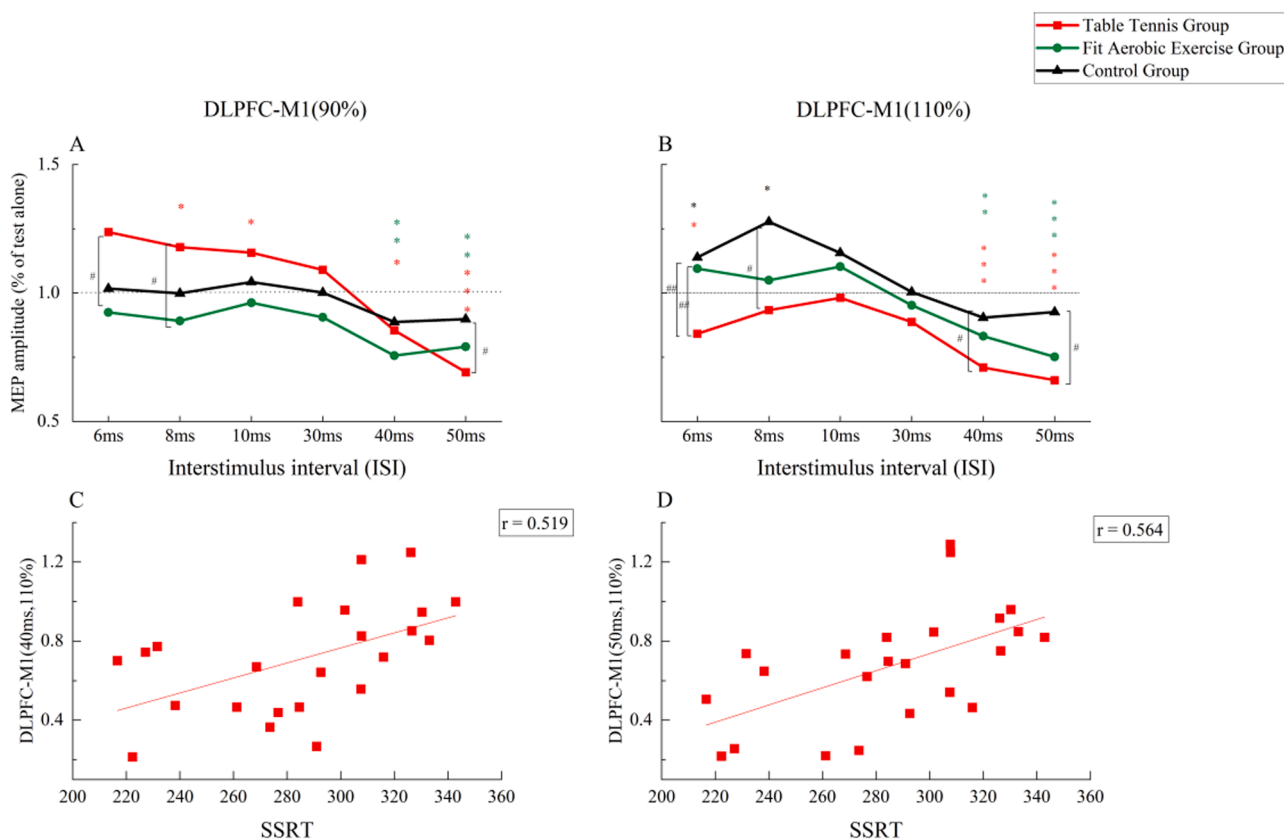 Table Tennis Group
Fit Aerobic Exercise Group
Control Group
DLPFC-M1(90%)
DLPFC-M1(110%)
A
B
MEP amplitude (% of test alone)
1.5
1.0
0.5
* * * * * * * * * *
# # #
6ms 8ms 10ms 30ms 40ms 50ms
Interstimulus interval (ISI)
* * * * * * * * * * * * * *
## ## # # #
6ms 8ms 10ms 30ms 40ms 50ms
Interstimulus interval (ISI)
C
r = 0.519
DLPFC-M1(40ms,110%)
1.2
0.8
0.4
200 220 240 260 280 300 320 340 360
SSRT
D
r = 0.564
DLPFC-M1(50ms,110%)
1.2
0.8
0.4
200 220 240 260 280 300 320 340 360
SSRT